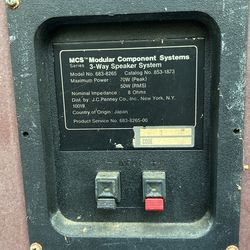 MCS™ Modular Component Systems
Series 3-Way Speaker System
Model No. 683-8265 Catalog No. 853-1873
Maximum Power : 70W (Peak)
50W (RMS)
Nominal Impedance : 8 Ohms
Dist. by J.C.Penney Co., Inc. New York, N.Y.
10019
Country of Origin : Japan
Product Service No. 683-8265-00